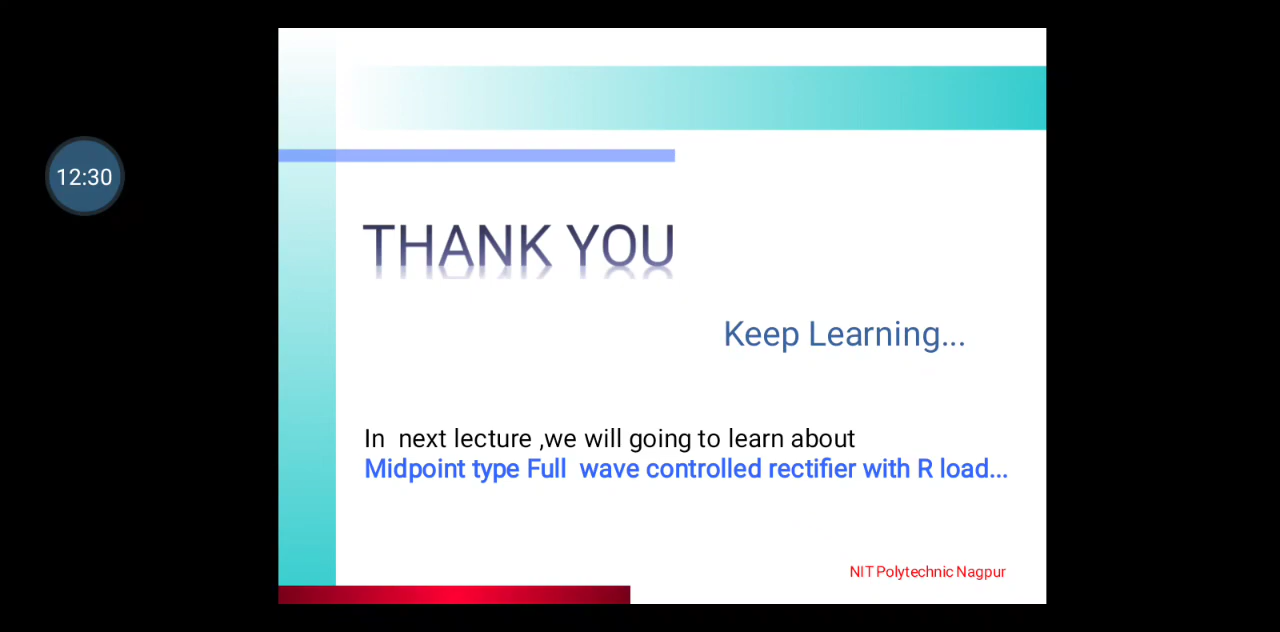 12:30
THANK YOU
Keep Learning...
In next lecture ,we will going to learn about
Midpoint type Full wave controlled rectifier with R load...
NIT Polytechnic Nagpur